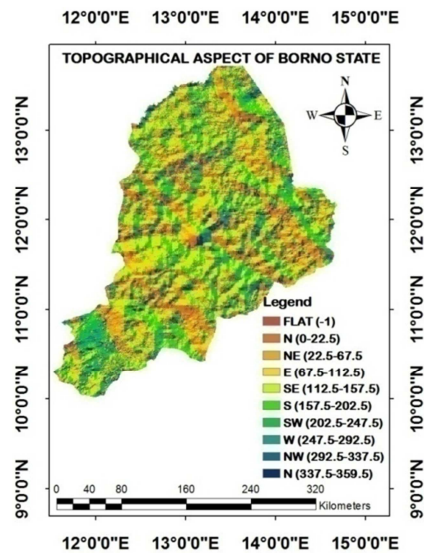 12°0'0"E 13°0'0"E 14°0'0"E 15°0'0"E
TOPOGRAPHICAL ASPECT OF BORNO STATE
N
W E
S
13°0'0"N 13°0'0"N
12°0'0"N 12°0'0"N
11°0'0"N 11°0'0"N
10°0'0"N 10°0'0"N
9°0'0"N 9°0'0"N
Legend
FLAT (-1)
N (0-22.5)
NE (22.5-67.5
E (67.5-112.5)
SE (112.5-157.5)
S (157.5-202.5)
SW (202.5-247.5)
W (247.5-292.5)
NW (292.5-337.5)
N (337.5-359.5)
0 40 80 160 240 320
Kilometers
12°0'0"E 13°0'0"E 14°0'0"E 15°0'0"E